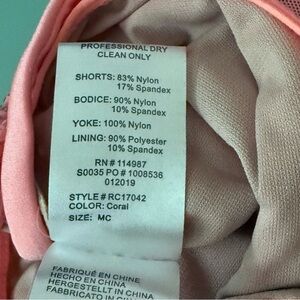 PROFESSIONAL DRY
CLEAN ONLY
SHORTS: 83% Nylon
17% Spandex
BODICE: 90% Nylon
10% Spandex
YOKE: 100% Nylon
LINING: 90% Polyester
10% Spandex
RN # 114987
S0035 PO # 1008536
012019
STYLE # RC17042
COLOR: Coral
SIZE: MC
FABRIQUÉ EN CHINE
HECHO EN CHINA
HERGESTELLT IN CHINA
FABBRICATO IN CHINA